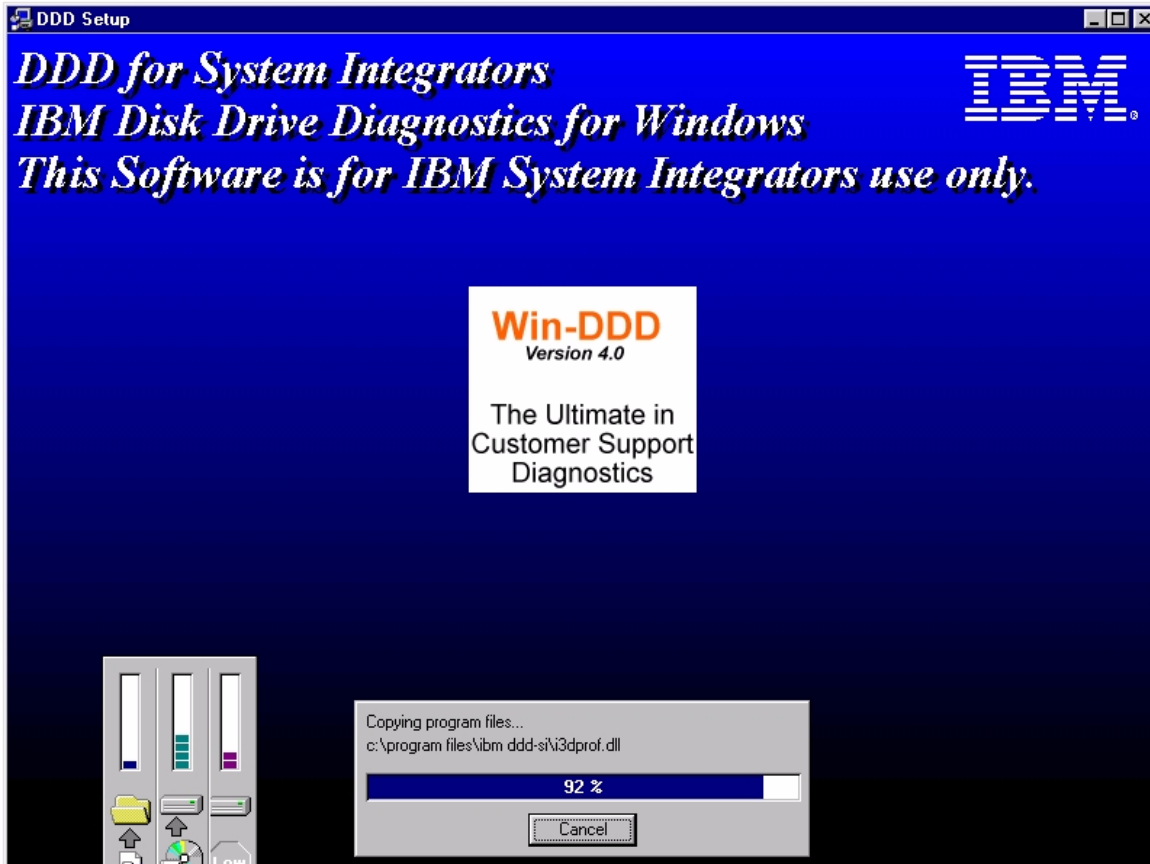 DDD Setup
DDD for System Integrators
IBM Disk Drive Diagnostics for Windows
This Software is for IBM System Integrators use only.
IBM®
Win-DDD
Version 4.0
The Ultimate in
Customer Support
Diagnostics
Copying program files...
c:\program files\ibm ddd-si\i3dprof.dll
92 %
Cancel
Low